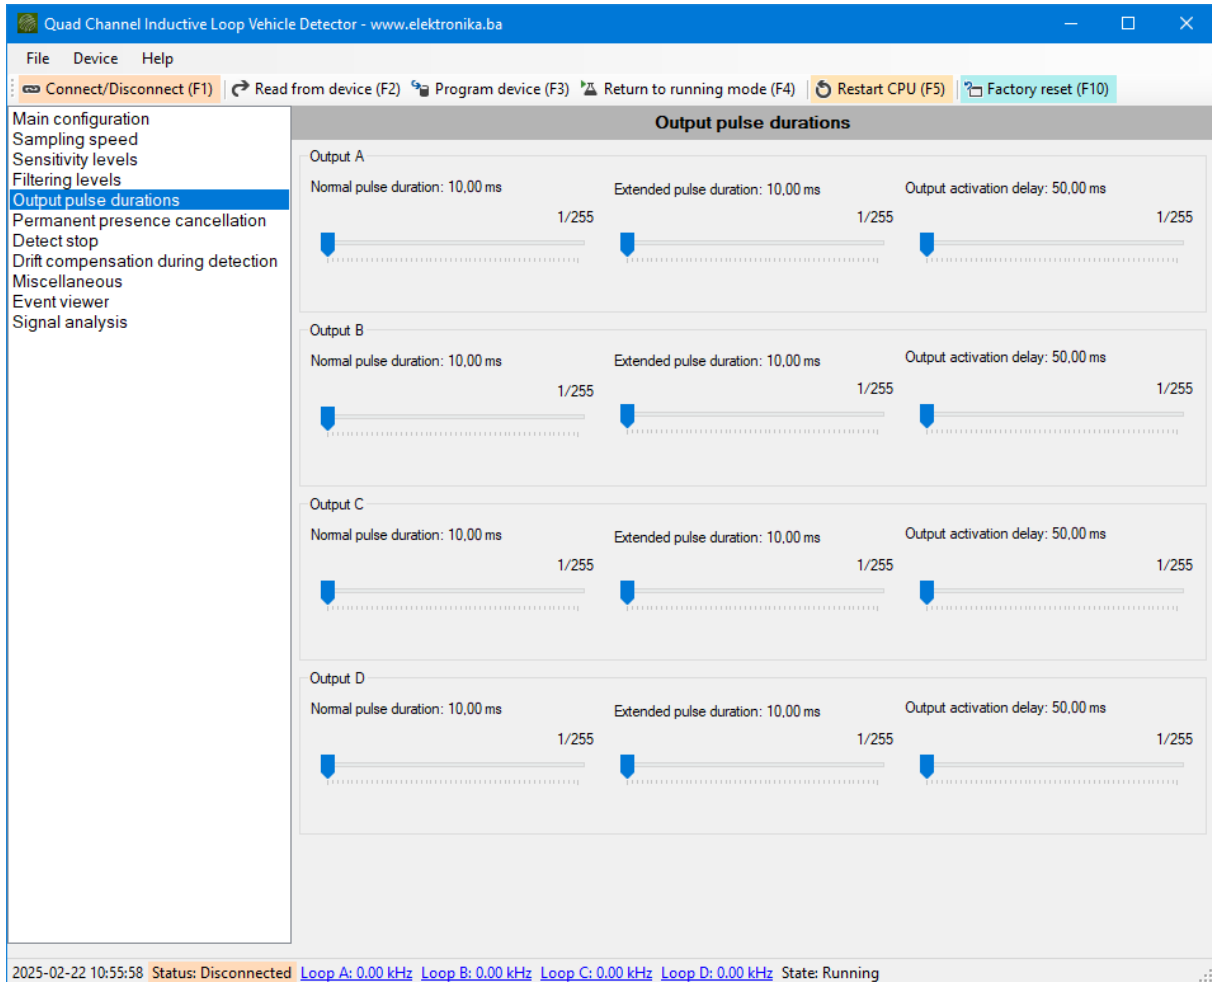 Quad Channel Inductive Loop Vehicle Detector - www.elektronika.ba
File Device Help
Connect/Disconnect (F1) Read from device (F2) Program device (F3) Return to running mode (F4) Restart CPU (F5) Factory reset (F10)
Main configuration
Sampling speed
Sensitivity levels
Filtering levels
Output pulse durations
Permanent presence cancellation
Detect stop
Drift compensation during detection
Miscellaneous
Event viewer
Signal analysis
Output pulse durations
Output A
Normal pulse duration: 10,00 ms Extended pulse duration: 10,00 ms Output activation delay: 50,00 ms
1/255 1/255 1/255
Output B
Normal pulse duration: 10,00 ms Extended pulse duration: 10,00 ms Output activation delay: 50,00 ms
1/255 1/255 1/255
Output C
Normal pulse duration: 10,00 ms Extended pulse duration: 10,00 ms Output activation delay: 50,00 ms
1/255 1/255 1/255
Output D
Normal pulse duration: 10,00 ms Extended pulse duration: 10,00 ms Output activation delay: 50,00 ms
1/255 1/255 1/255
2025-02-22 10:55:58 Status: Disconnected Loop A: 0.00 kHz Loop B: 0.00 kHz Loop C: 0.00 kHz Loop D: 0.00 kHz State: Running